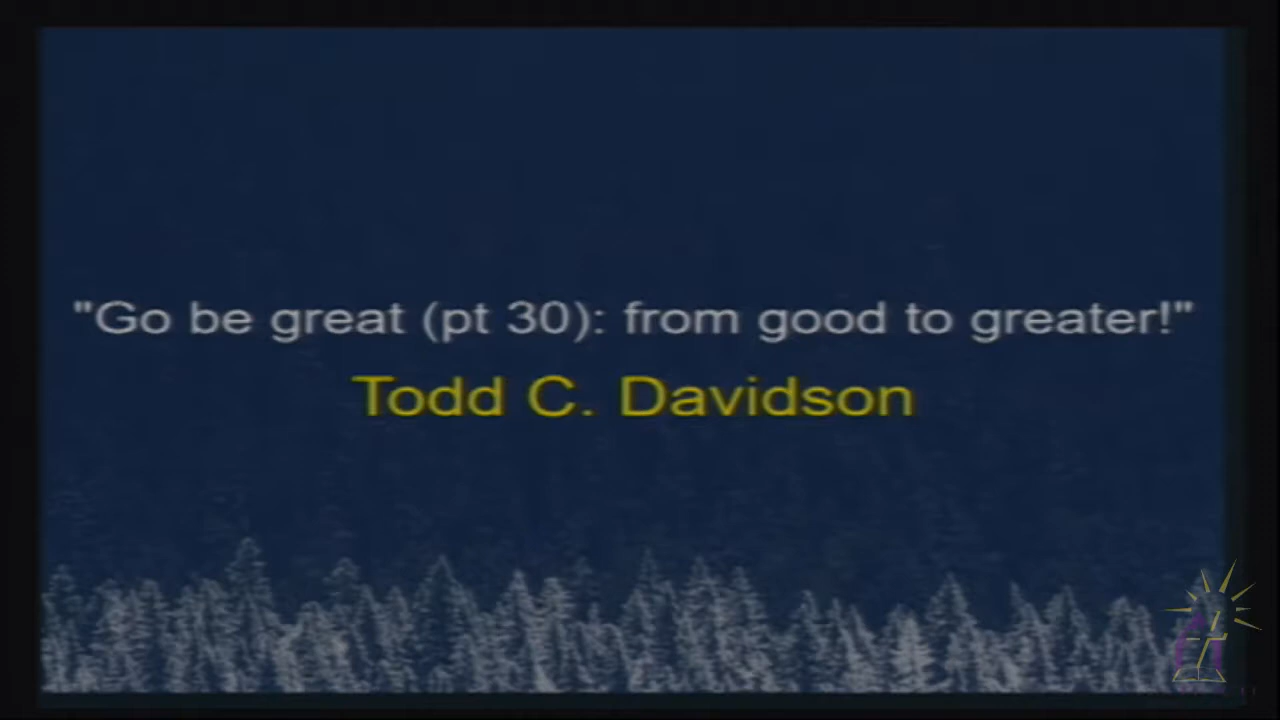 "Go be great (pt 30): from good to greater!"
Todd C. Davidson